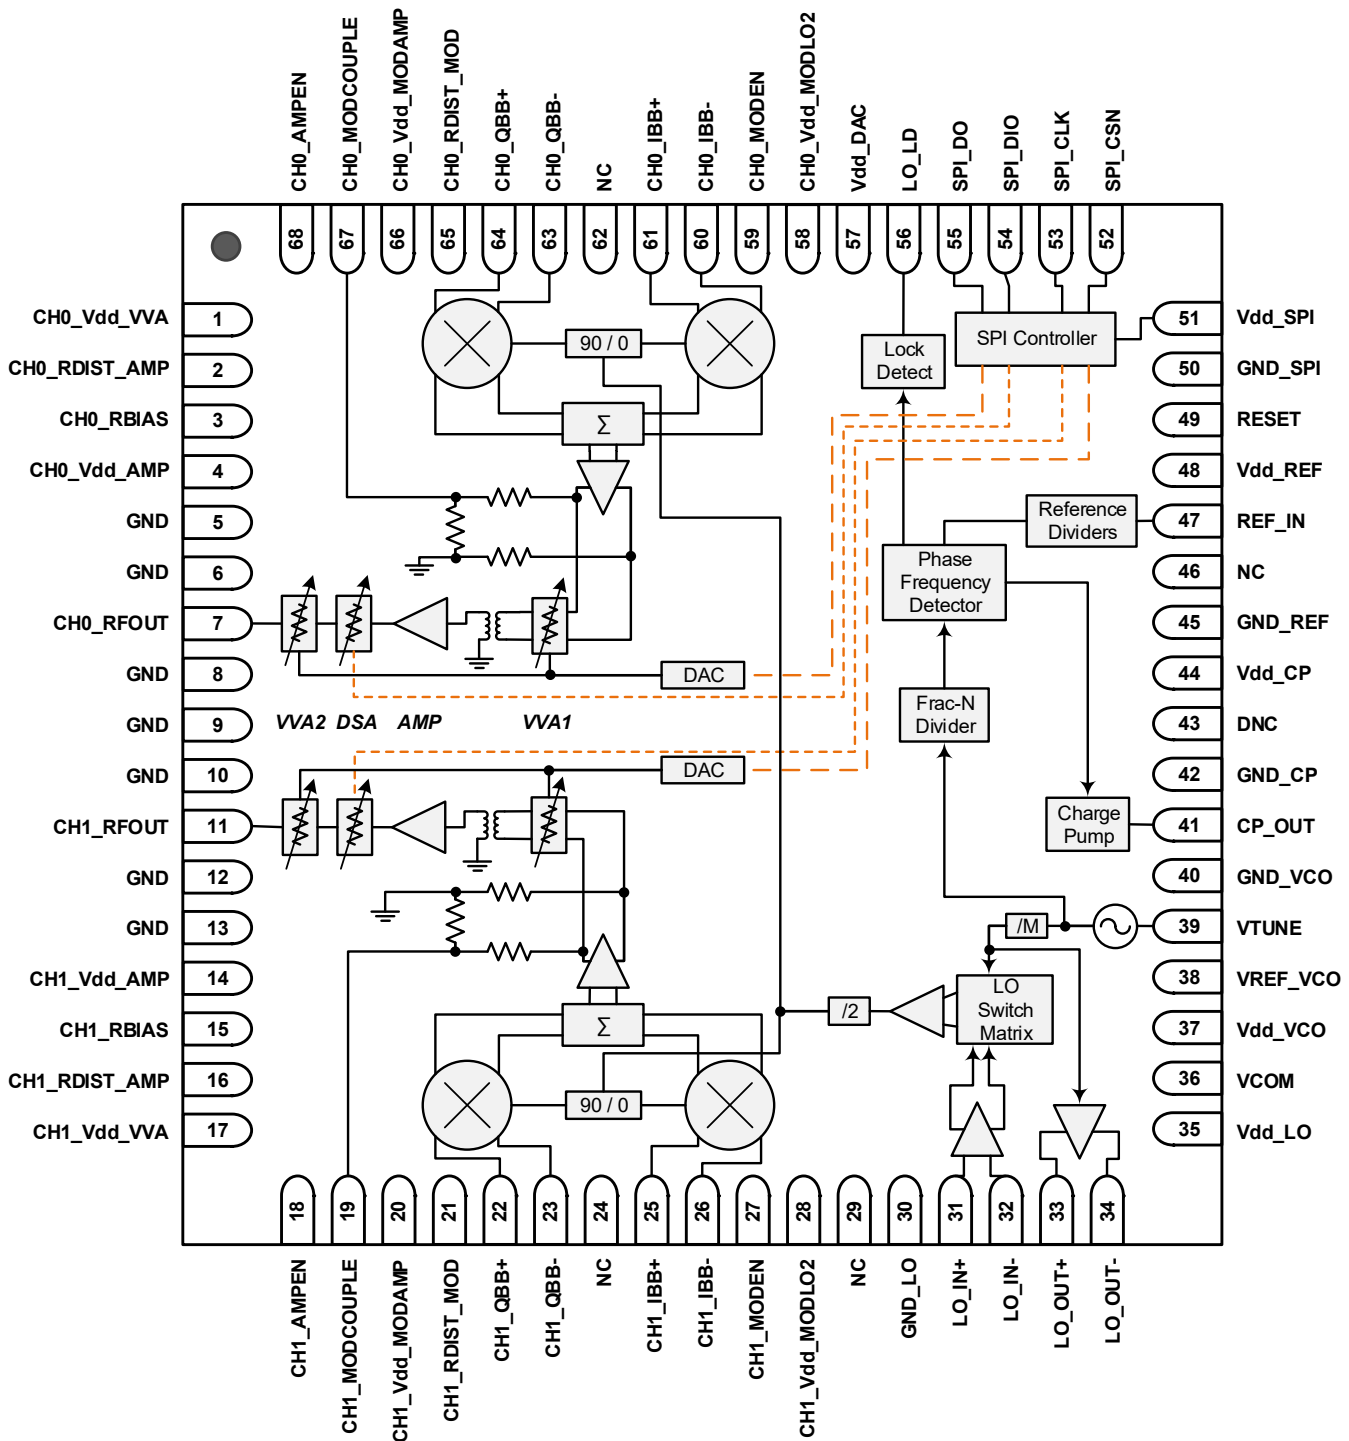 CH0_AMPEN
CH0_MODCOUPLE
CH0_Vdd_MODAMP
CH0_RDIST_MOD
CH0_QBB+
CH0_QBB-
NC
CH0_IBB+
CH0_IBB-
CH0_MODEN
CH0_Vdd_MODLO2
Vdd_DAC
LO_LD
SPI_DO
SPI_DIO
SPI_CLK
SPI_CSN
68
67
66
65
64
63
62
61
60
59
58
57
56
55
54
53
52
CH0_Vdd_VVA
1
CH0_RDIST_AMP
2
CH0_RBIAS
3
CH0_Vdd_AMP
4
GND
5
GND
6
CH0_RFOUT
7
GND
8
GND
9
GND
10
CH1_RFOUT
11
GND
12
GND
13
CH1_Vdd_AMP
14
CH1_RBIAS
15
CH1_RDIST_AMP
16
CH1_Vdd_VVA
17
90 / 0
Σ
DAC
VVA2
DSA
AMP
VVA1
DAC
Σ
90 / 0
Lock
Detect
SPI Controller
Reference
Dividers
Phase
Frequency
Detector
Frac-N
Divider
Charge
Pump
/M
LO
Switch
Matrix
/2
51
Vdd_SPI
50
GND_SPI
49
RESET
48
Vdd_REF
47
REF_IN
46
NC
45
GND_REF
44
Vdd_CP
43
DNC
42
GND_CP
41
CP_OUT
40
GND_VCO
39
VTUNE
38
VREF_VCO
37
Vdd_VCO
36
VCOM
35
Vdd_LO
18
19
20
21
22
23
24
25
26
27
28
29
30
31
32
33
34
CH1_AMPEN
CH1_MODCOUPLE
CH1_Vdd_MODAMP
CH1_RDIST_MOD
CH1_QBB+
CH1_QBB-
NC
CH1_IBB+
CH1_IBB-
CH1_MODEN
CH1_Vdd_MODLO2
NC
GND_LO
LO_IN+
LO_IN-
LO_OUT+
LO_OUT-